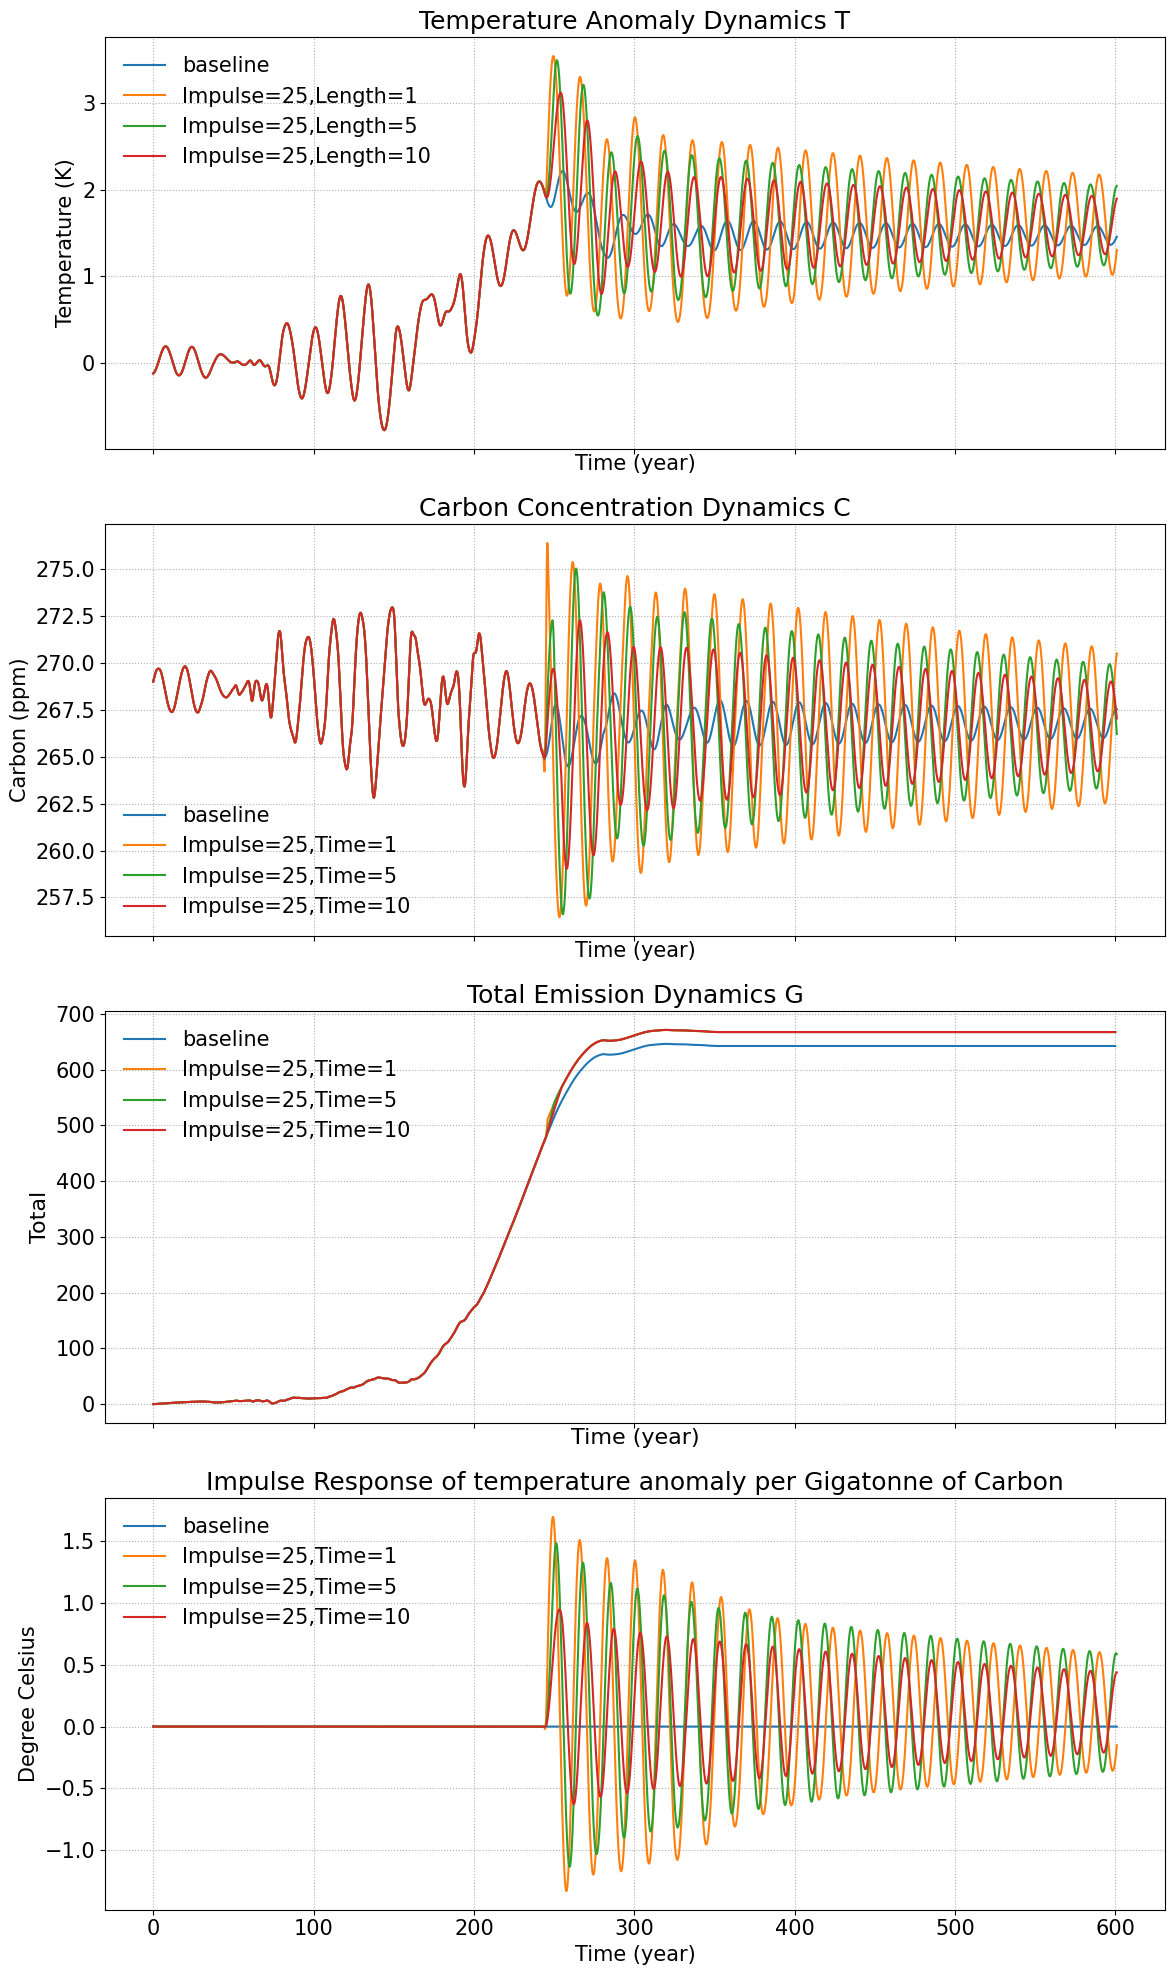 Temperature Anomaly Dynamics T
baseline
Impulse=25,Length=1
Impulse=25,Length=5
Impulse=25,Length=10
Temperature (K)
3
2
1
0
Time (year)
Carbon Concentration Dynamics C
Carbon (ppm)
275.0
272.5
270.0
267.5
265.0
262.5
260.0
257.5
baseline
Impulse=25,Time=1
Impulse=25,Time=5
Impulse=25,Time=10
Time (year)
Total Emission Dynamics G
Total
700
600
500
400
300
200
100
0
baseline
Impulse=25,Time=1
Impulse=25,Time=5
Impulse=25,Time=10
Time (year)
Impulse Response of temperature anomaly per Gigatonne of Carbon
Degree Celsius
1.5
1.0
0.5
0.0
−0.5
−1.0
baseline
Impulse=25,Time=1
Impulse=25,Time=5
Impulse=25,Time=10
0 100 200 300 400 500 600
Time (year)